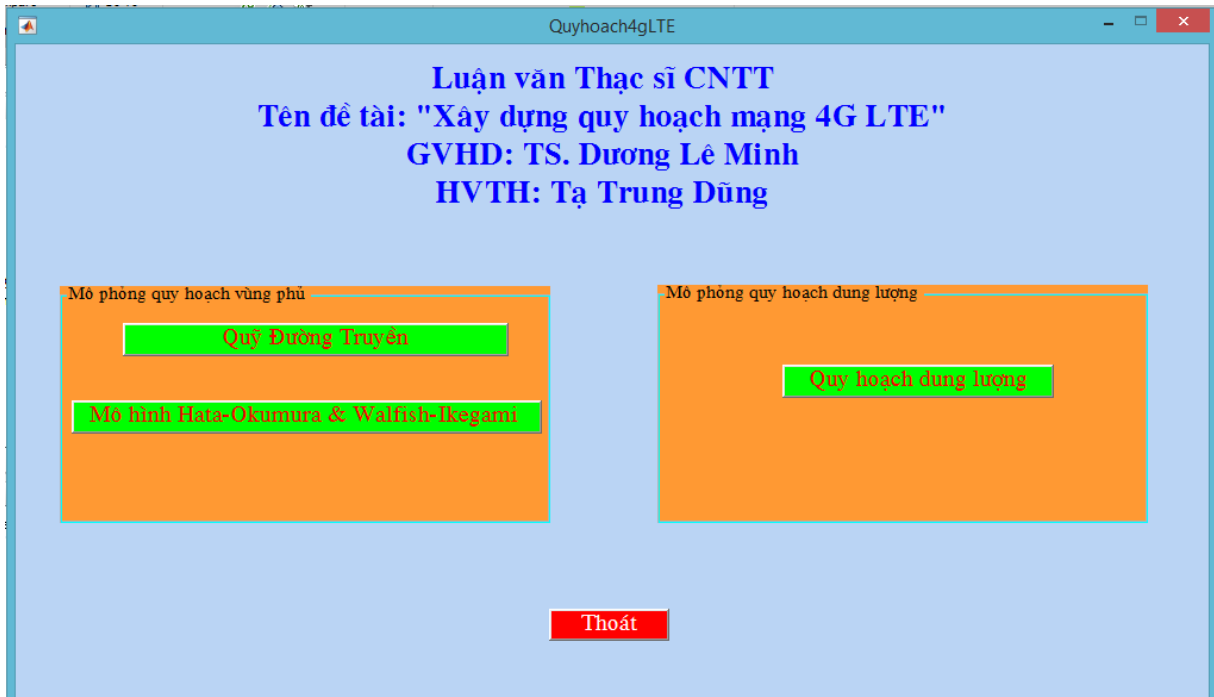 Quyhoach4gLTE
Luận văn Thạc sĩ CNTT
Tên đề tài: "Xây dựng quy hoạch mạng 4G LTE"
GVHD: TS. Dương Lê Minh
HVTH: Tạ Trung Dũng
Mô phỏng quy hoạch vùng phủ
Quỹ Đường Truyền
Mô hình Hata-Okumura & Walfish-Ikegami
Mô phỏng quy hoạch dung lượng
Quy hoạch dung lượng
Thoát